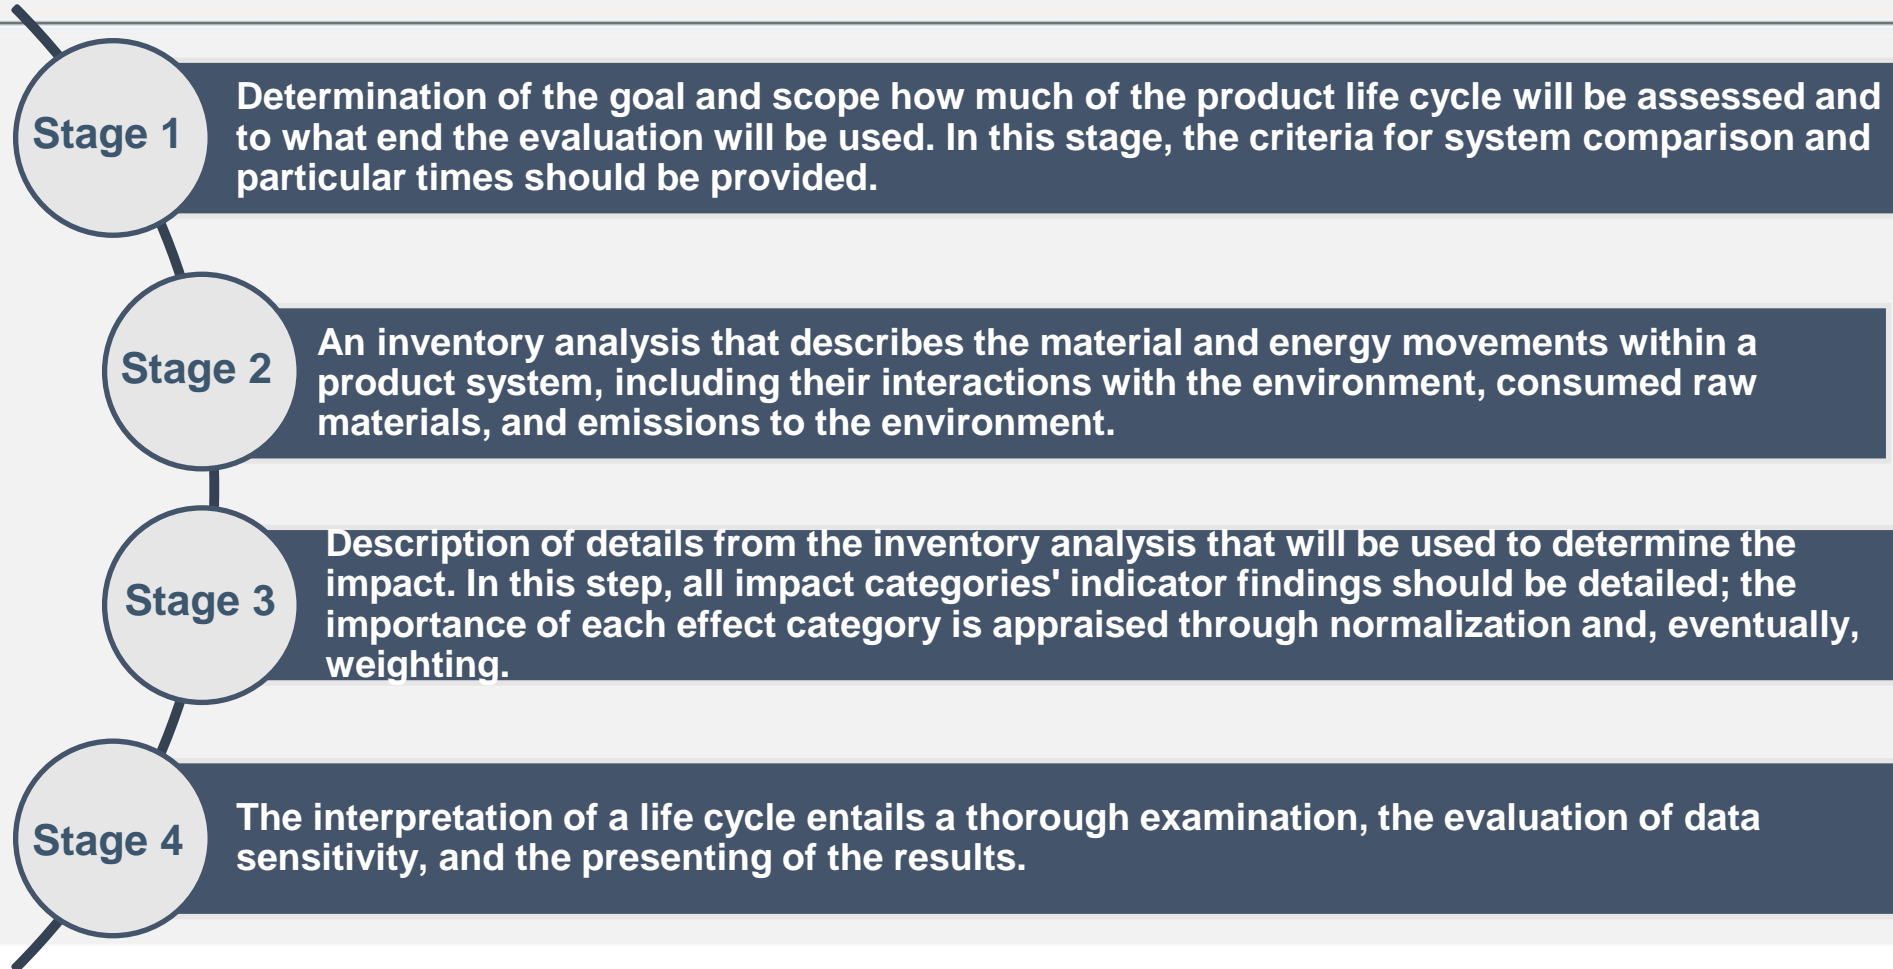 Stage 1
Determination of the goal and scope how much of the product life cycle will be assessed and
to what end the evaluation will be used. In this stage, the criteria for system comparison and
particular times should be provided.
Stage 2
An inventory analysis that describes the material and energy movements within a
product system, including their interactions with the environment, consumed raw
materials, and emissions to the environment.
Stage 3
Description of details from the inventory analysis that will be used to determine the
impact. In this step, all impact categories' indicator findings should be detailed; the
importance of each effect category is appraised through normalization and, eventually,
weighting.
Stage 4
The interpretation of a life cycle entails a thorough examination, the evaluation of data
sensitivity, and the presenting of the results.